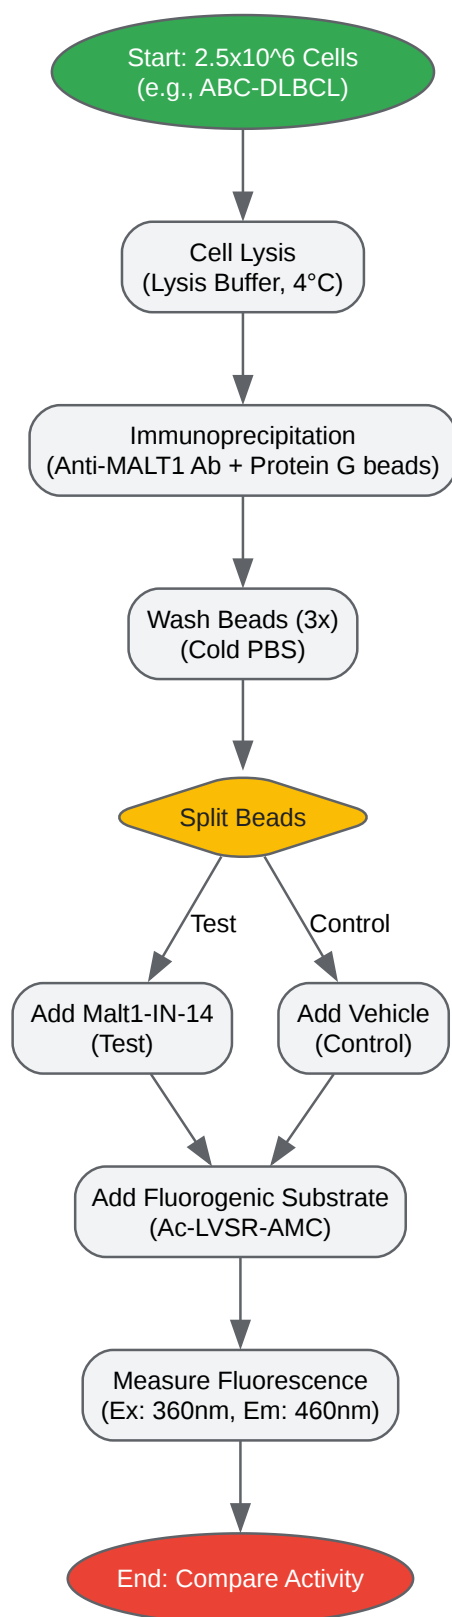 Start: 2.5x10^6 Cells
(e.g., ABC-DLBCL)
Cell Lysis
(Lysis Buffer, 4°C)
Immunoprecipitation
(Anti-MALT1 Ab + Protein G beads)
Wash Beads (3x)
(Cold PBS)
Split Beads
Test
Control
Add Malt1-IN-14
(Test)
Add Vehicle
(Control)
Add Fluorogenic Substrate
(Ac-LVSR-AMC)
Measure Fluorescence
(Ex: 360nm, Em: 460nm)
End: Compare Activity